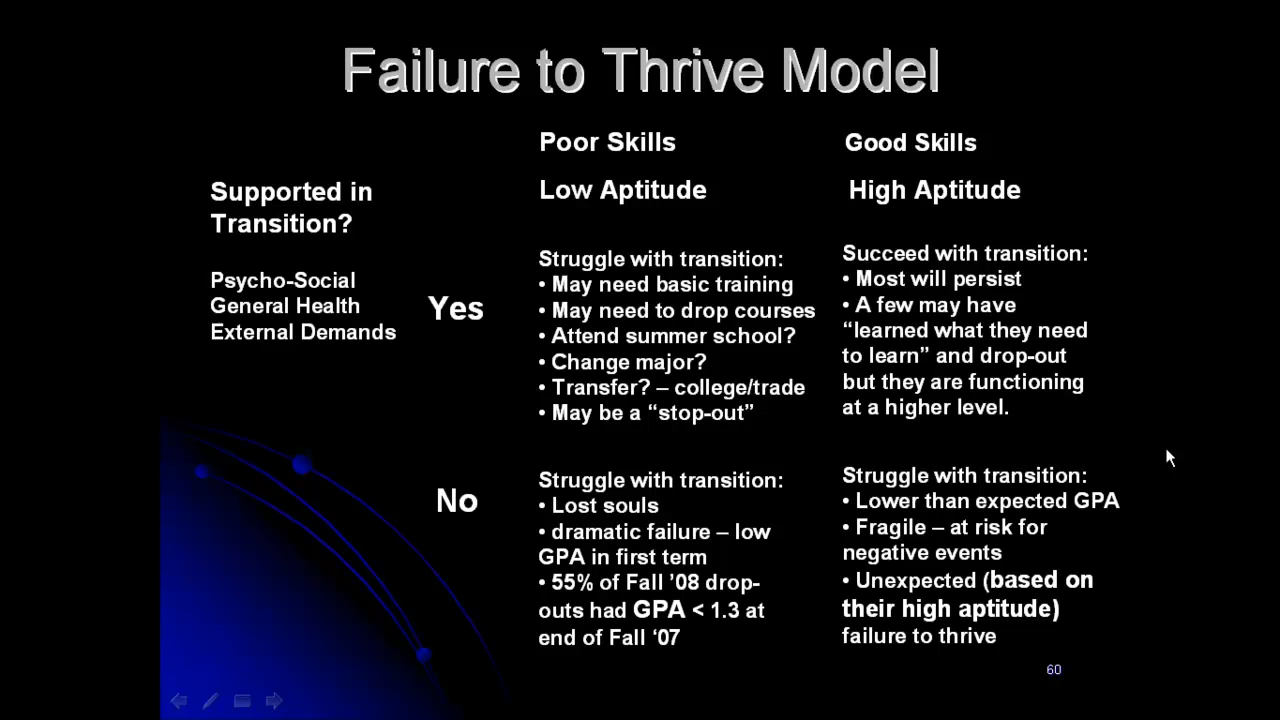 Failure to Thrive Model
Poor Skills
Good Skills
Supported in
Transition?
Low Aptitude
High Aptitude
Psycho-Social
General Health
External Demands
Yes
Struggle with transition:
• May need basic training
• May need to drop courses
• Attend summer school?
• Change major?
• Transfer? – college/trade
• May be a “stop-out”
Succeed with transition:
• Most will persist
• A few may have
“learned what they need
to learn” and drop-out
but they are functioning
at a higher level.
No
Struggle with transition:
• Lost souls
• dramatic failure – low
GPA in first term
• 55% of Fall ’08 drop-
outs had GPA < 1.3 at
end of Fall ‘07
Struggle with transition:
• Lower than expected GPA
• Fragile – at risk for
negative events
• Unexpected (based on
their high aptitude)
failure to thrive
60